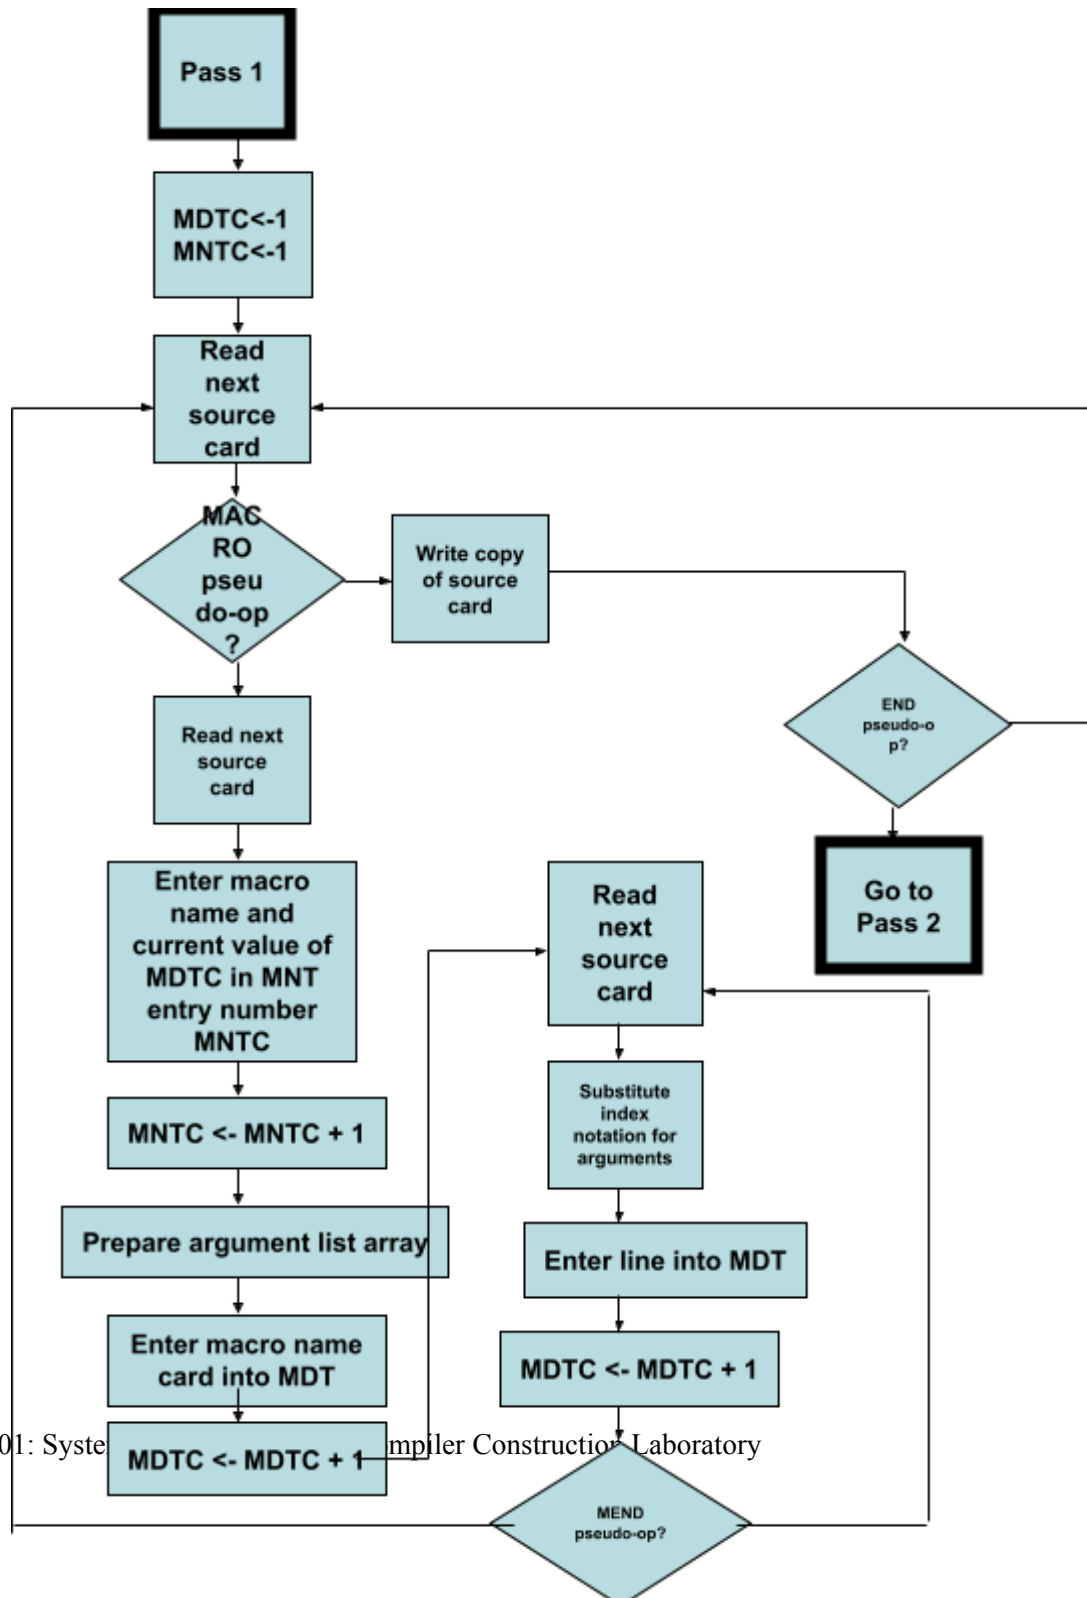 Pass 1
MDTC<-1
MNTC<-1
Read
next
source
card
MAC
RO
pseu
do-op
?
Write copy
of source
card
END
pseudo-o
p?
Read next
source
card
Go to
Pass 2
Enter macro
name and
current value of
MDTC in MNT
entry number
MNTC
MNTC <- MNTC + 1
Prepare argument list array
Enter macro name
card into MDT
MDTC <- MDTC + 1
Read
next
source
card
Substitute
index
notation for
arguments
Enter line into MDT
MDTC <- MDTC + 1
MEND
pseudo-op?
01: Syste mpiler Construction Laboratory